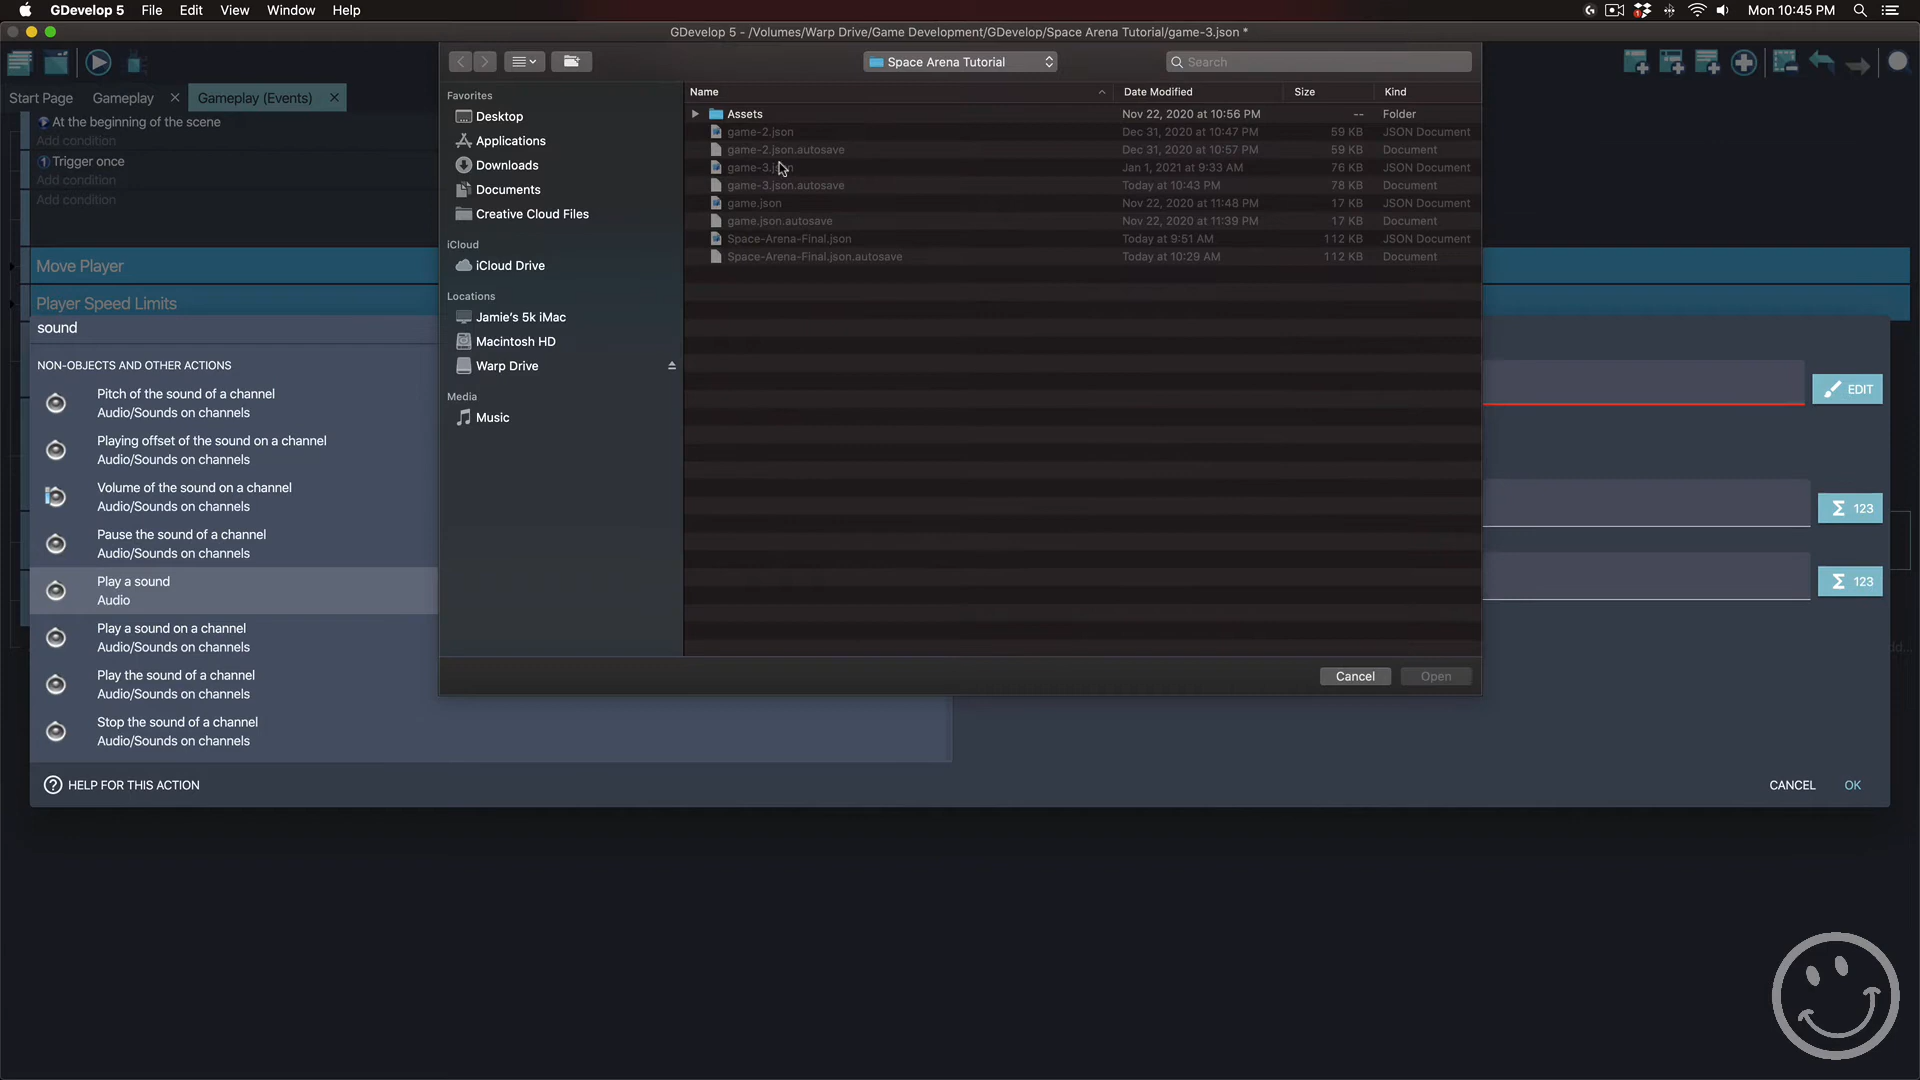 GDevelop 5 File Edit View Window Help
Mon 10:45 PM
GDevelop 5 - /Volumes/Warp Drive/Game Development/GDevelop/Space Arena Tutorial/game-3.json *
Space Arena Tutorial
Search
Start Page Gameplay Gameplay (Events)
At the beginning of the scene
Add condition
Trigger once
Add condition
Add condition
Move Player
Player Speed Limits
Favorites
Desktop
Applications
Downloads
Documents
Creative Cloud Files
iCloud
iCloud Drive
Locations
Jamie's 5k iMac
Macintosh HD
Warp Drive
Media
Music
Name Date Modified Size Kind
Assets Nov 22, 2020 at 10:56 PM -- Folder
game-2.json Dec 31, 2020 at 10:47 PM 59 KB JSON Document
game-2.json.autosave Dec 31, 2020 at 10:57 PM 59 KB Document
game-3.json Jan 1, 2021 at 9:33 AM 76 KB JSON Document
game-3.json.autosave Today at 10:43 PM 78 KB Document
game.json Nov 22, 2020 at 11:48 PM 17 KB JSON Document
game.json.autosave Nov 22, 2020 at 11:39 PM 17 KB Document
Space-Arena-Final.json Today at 9:51 AM 112 KB JSON Document
Space-Arena-Final.json.autosave Today at 10:29 AM 112 KB Document
Cancel Open
sound
NON-OBJECTS AND OTHER ACTIONS
Pitch of the sound of a channel
Audio/Sounds on channels
Playing offset of the sound on a channel
Audio/Sounds on channels
Volume of the sound on a channel
Audio/Sounds on channels
Pause the sound of a channel
Audio/Sounds on channels
Play a sound
Audio
Play a sound on a channel
Audio/Sounds on channels
Play the sound of a channel
Audio/Sounds on channels
Stop the sound of a channel
Audio/Sounds on channels
EDIT
Σ 123
Σ 123
HELP FOR THIS ACTION
CANCEL OK